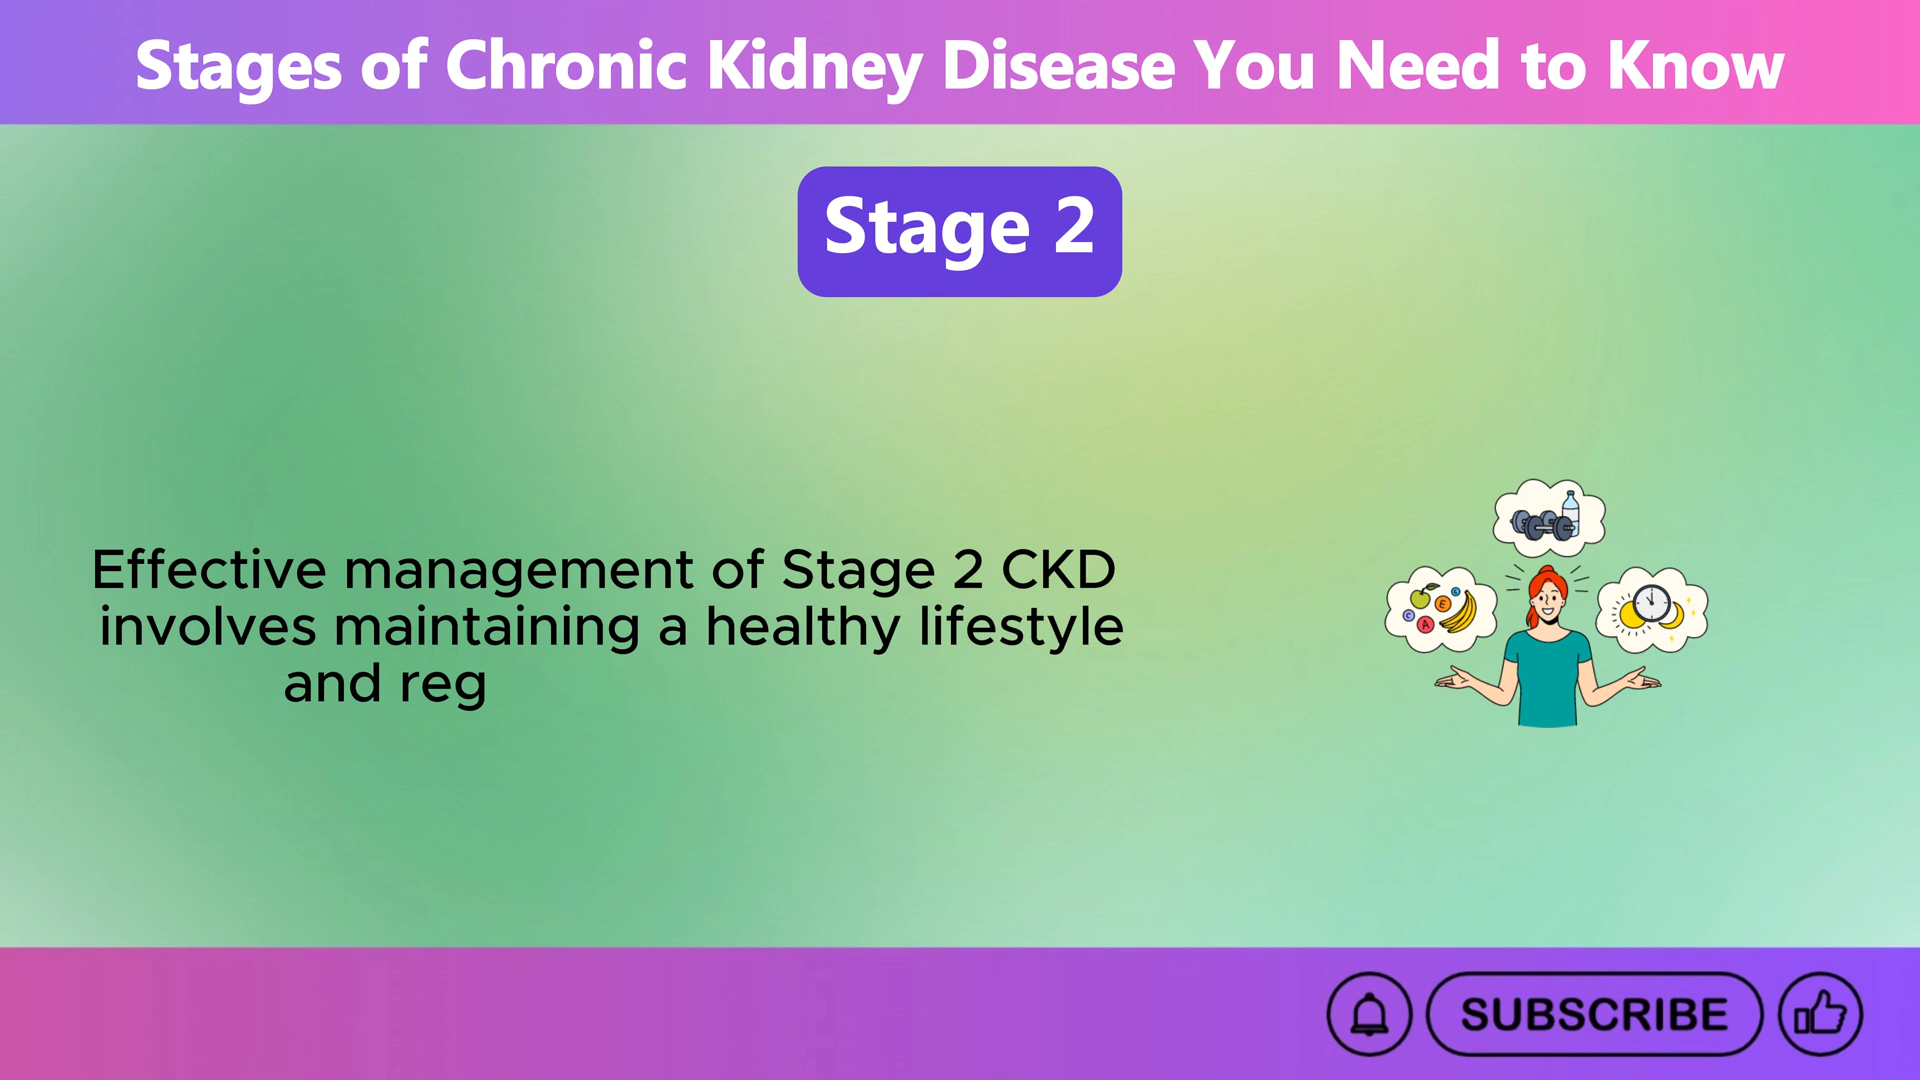 Stages of Chronic Kidney Disease You Need to Know
Stage 2
Effective management of Stage 2 CKD
involves maintaining a healthy lifestyle
and reg
C
E
C
A
SUBSCRIBE